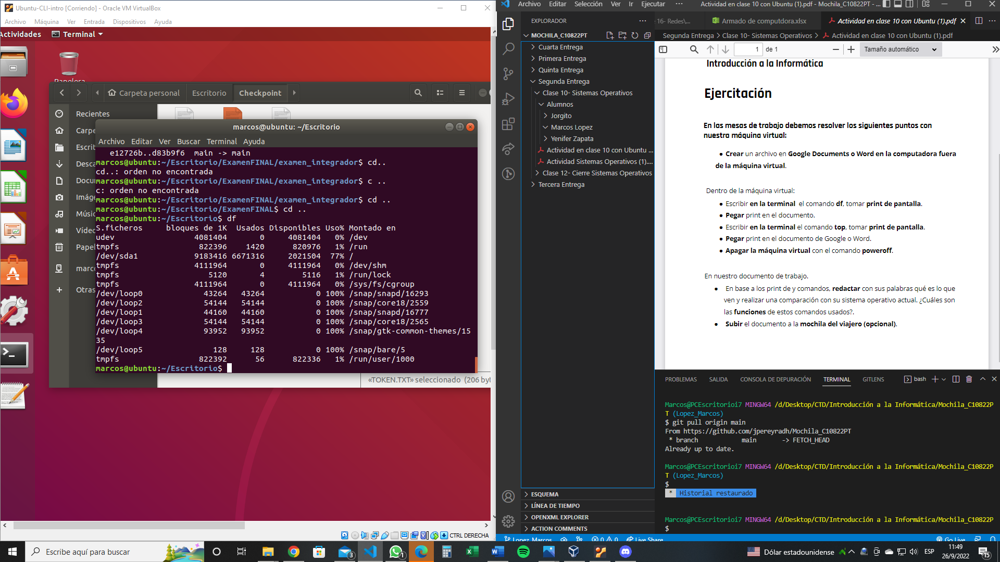 Ubuntu-CLI-intro [Corriendo] - Oracle VM VirtualBox
Archivo Máquina Ver Entrada Dispositivos Ayuda
Actividades Terminal
Papelera
Carpeta personal Escritorio Checkpoint
Recientes
Carpe
Escrit
Desca
Docur
Imáge
Músic
Vídeo
Papel
marco
Otras
marcos@ubuntu: ~/Escritorio
Archivo Editar Ver Buscar Terminal Ayuda
e12726b..d83b9f6  main -> main
marcos@ubuntu:~/Escritorio/ExamenFINAL/examen_integrador$ cd..
cd..: orden no encontrada
marcos@ubuntu:~/Escritorio/ExamenFINAL/examen_integrador$ c ..
c: orden no encontrada
marcos@ubuntu:~/Escritorio/ExamenFINAL/examen_integrador$ cd ..
marcos@ubuntu:~/Escritorio/ExamenFINAL$ cd ..
marcos@ubuntu:~/Escritorio$ df
S.ficheros bloques de 1K Usados Disponibles Uso% Montado en
udev 4081404 0 4081404 0% /dev
tmpfs 822396 1420 820976 1% /run
/dev/sda1 9183416 6671316 2021504 77% /
tmpfs 4111964 0 4111964 0% /dev/shm
tmpfs 5120 4 5116 1% /run/lock
tmpfs 4111964 0 4111964 0% /sys/fs/cgroup
/dev/loop0 43264 43264 0 100% /snap/snapd/16293
/dev/loop2 54144 54144 0 100% /snap/core18/2559
/dev/loop1 44160 44160 0 100% /snap/snapd/16777
/dev/loop3 54144 54144 0 100% /snap/core18/2565
/dev/loop4 93952 93952 0 100% /snap/gtk-common-themes/15
35
/dev/loop5 128 128 0 100% /snap/bare/5
tmpfs 822392 56 822336 1% /run/user/1000
marcos@ubuntu:~/Escritorio$
«TOKEN.TXT» seleccionado (206 byt
CTRL DERECHA
Archivo Editar Selección Ver Ir Ejecutar ··· Actividad en clase 10 con Ubuntu (1).pdf - Mochila_C10822PT - ...
EXPLORADOR
MOCHILA_C10822PT
Cuarta Entrega
Primera Entrega
Quinta Entrega
Segunda Entrega
Clase 10- Sistemas Operativos
Alumnos
Jorgito
Marcos Lopez
Yenifer Zapata
Actividad en clase 10 con Ubuntu ...
Actividad Sistemas Operativos (1)....
Clase 12- Cierre Sistemas Operativos
Tercera Entrega
ESQUEMA
LÍNEA DE TIEMPO
OPENXML EXPLORER
ACTION COMMENTS
16- Redes\... Armado de computdora.xlsx Actividad en clase 10 con Ubuntu (1).pdf
Segunda Entrega > Clase 10- Sistemas Operativos > Actividad en clase 10 con Ubuntu (1).pdf
1 de 1 Tamaño automático
Introducción a la Informática
Ejercitación
En las mesas de trabajo debemos resolver los siguientes puntos con
nuestra máquina virtual:
● Crear un archivo en Google Documents o Word en la computadora fuera
de la máquina virtual.
Dentro de la máquina virtual:
● Escribir en la terminal el comando df, tomar print de pantalla.
● Pegar print en el documento.
● Escribir en la terminal el comando top, tomar print de pantalla.
● Pegar print en el documento de Google o Word.
● Apagar la máquina virtual con el comando poweroff.
En nuestro documento de trabajo.
● En base a los print de y comandos, redactar con sus palabras qué es lo que
ven y realizar una comparación con su sistema operativo actual. ¿Cuáles son
las funciones de estos comandos usados?.
● Subir el documento a la mochila del viajero (opcional).
PROBLEMAS SALIDA CONSOLA DE DEPURACIÓN TERMINAL GITLENS bash
Marcos@PCEscritorioi7 MINGW64 /d/Desktop/CTD/Introducción a la Informática/Mochila_C10822P
T (Lopez_Marcos)
$ git pull origin main
From https://github.com/jpereyradh/Mochila_C10822PT
* branch main -> FETCH_HEAD
Already up to date.
Marcos@PCEscritorioi7 MINGW64 /d/Desktop/CTD/Introducción a la Informática/Mochila_C10822P
T (Lopez_Marcos)
$
* Historial restaurado
Marcos@PCEscritorioi7 MINGW64 /d/Desktop/CTD/Introducción a la Informática/Mochila_C10822P
$
Lopez_Marcos 0 0 Live Share Go Live
Escribe aquí para buscar
3
1
Dólar estadounidense ESP
11:49
26/9/2022
15